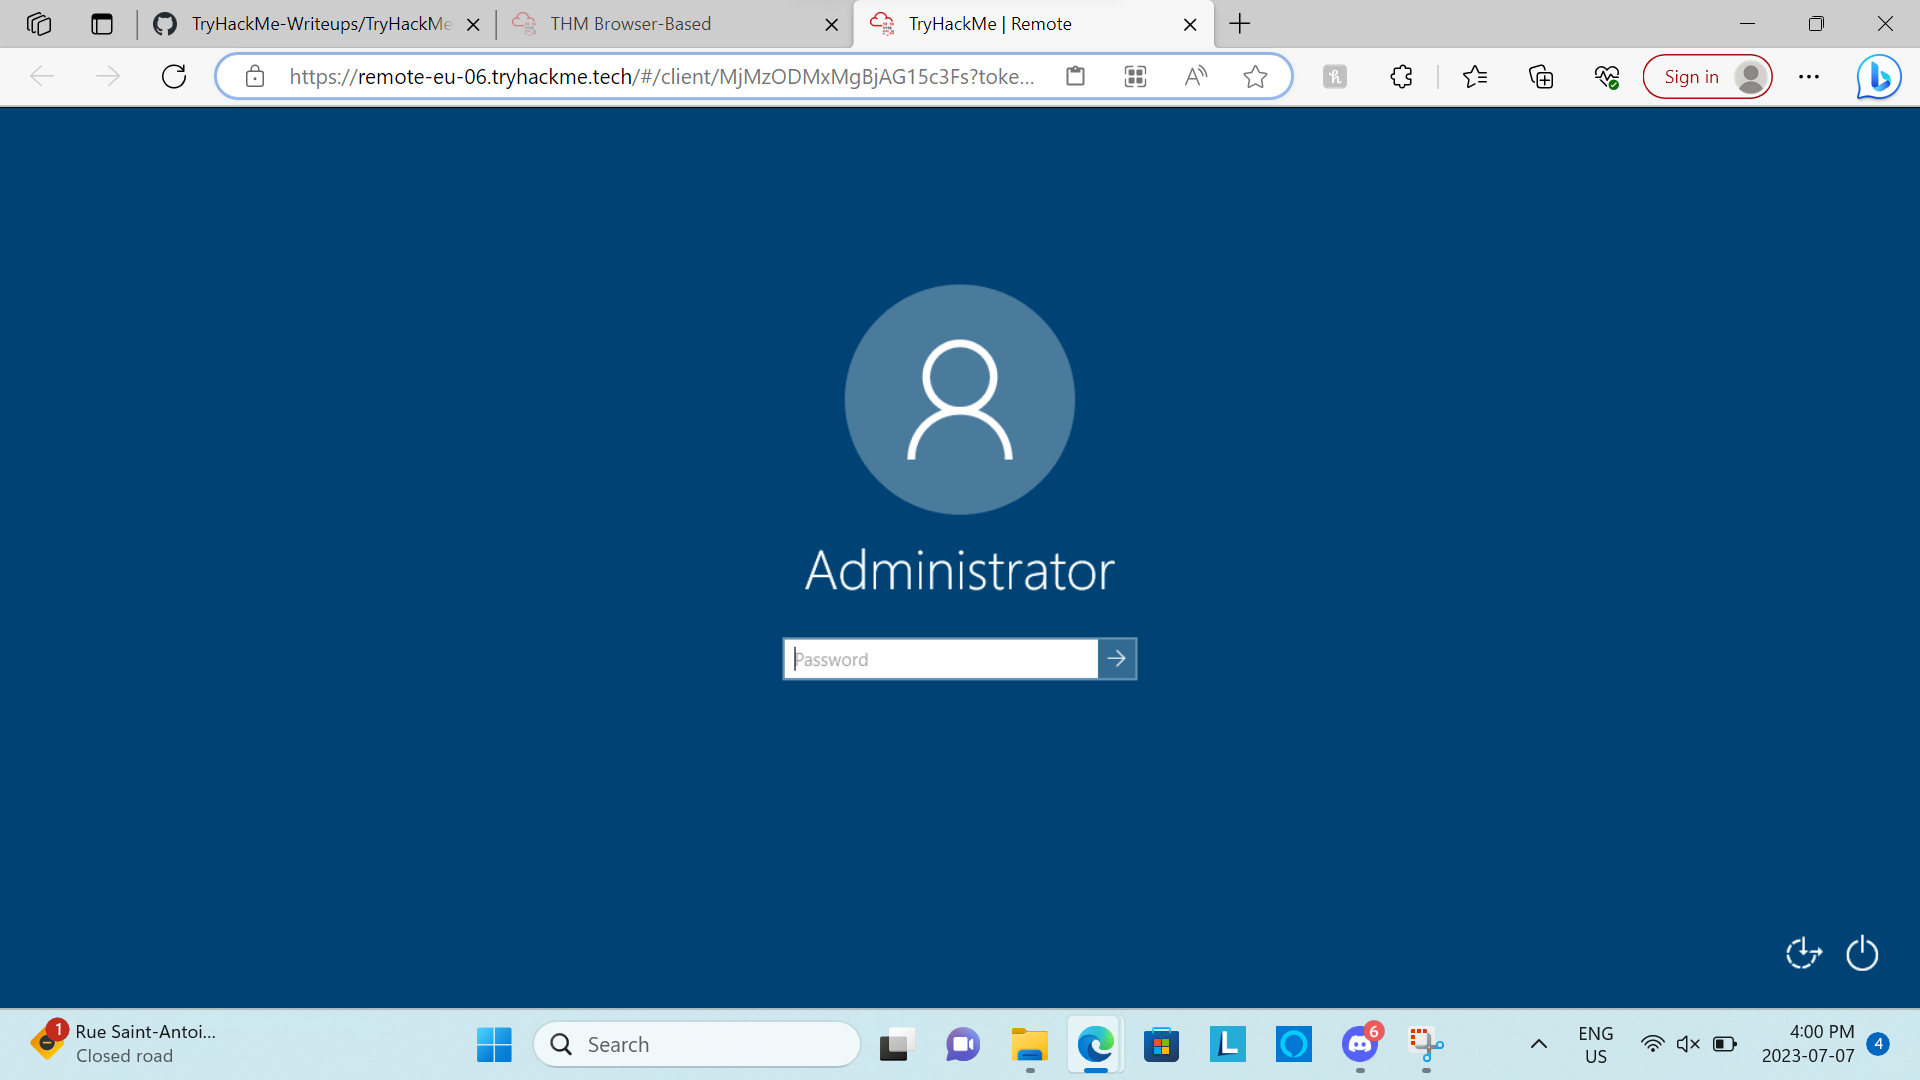 TryHackMe-Writeups/TryHackMe
THM Browser-Based
TryHackMe | Remote
https://remote-eu-06.tryhackme.tech/#/client/MjMzODMxMgBjAG15c3Fs?toke...
Sign in
Administrator
Password
1
Rue Saint-Antoi...
Closed road
Search
6
ENG
US
4:00 PM
2023-07-07
4